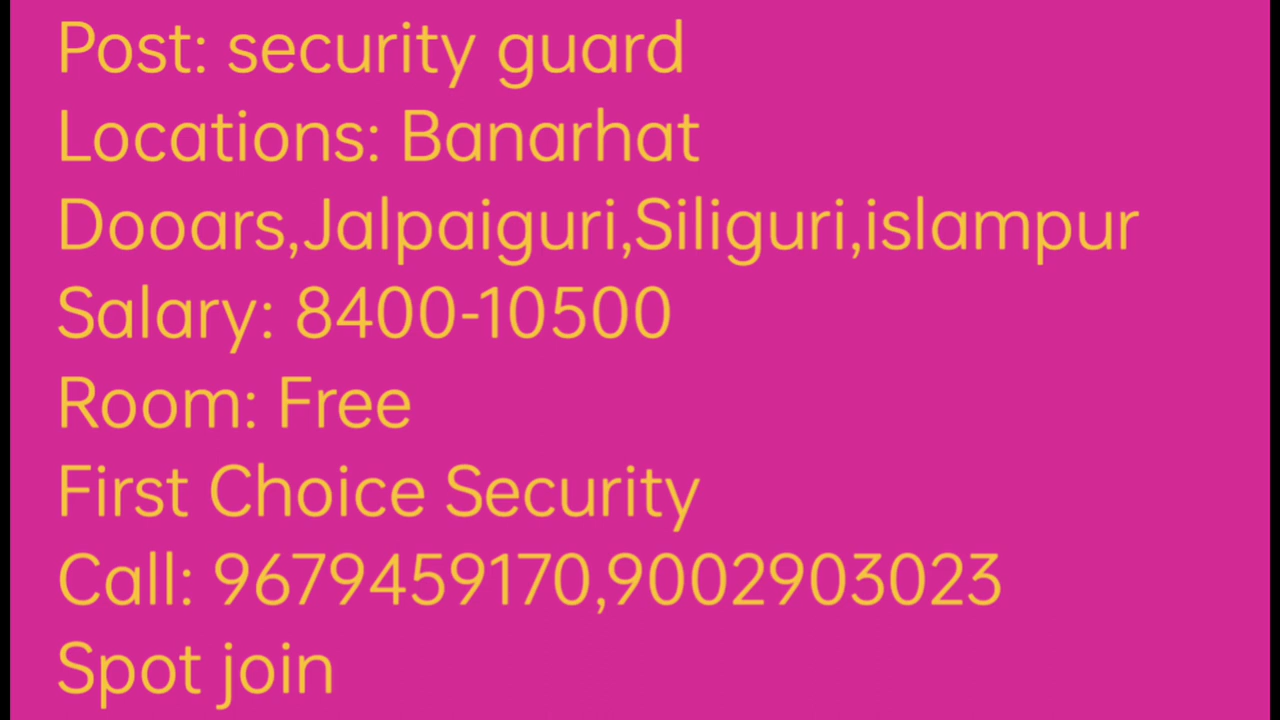 Post: security guard
Locations: Banarhat
Dooars,Jalpaiguri,Siliguri,islampur
Salary: 8400-10500
Room: Free
First Choice Security
Call: 9679459170,9002903023
Spot join